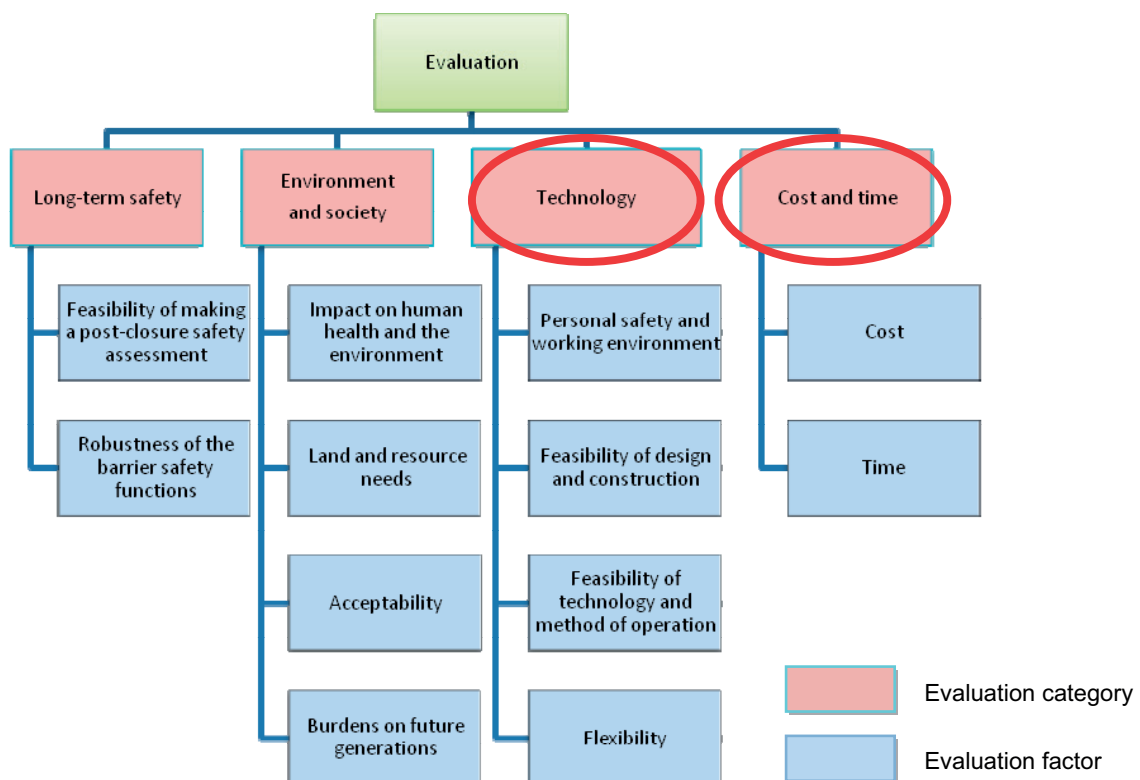 Evaluation
Long-term safety
Environment
and society
Technology
Cost and time
Feasibility of making
a post-closure safety
assessment
Impact on human
health and the
environment
Personal safety and
working environment
Cost
Robustness of the
barrier safety
functions
Land and resource
needs
Feasibility of design
and construction
Time
Acceptability
Feasibility of
technology and
method of operation
Burdens on future
generations
Flexibility
Evaluation category
Evaluation factor